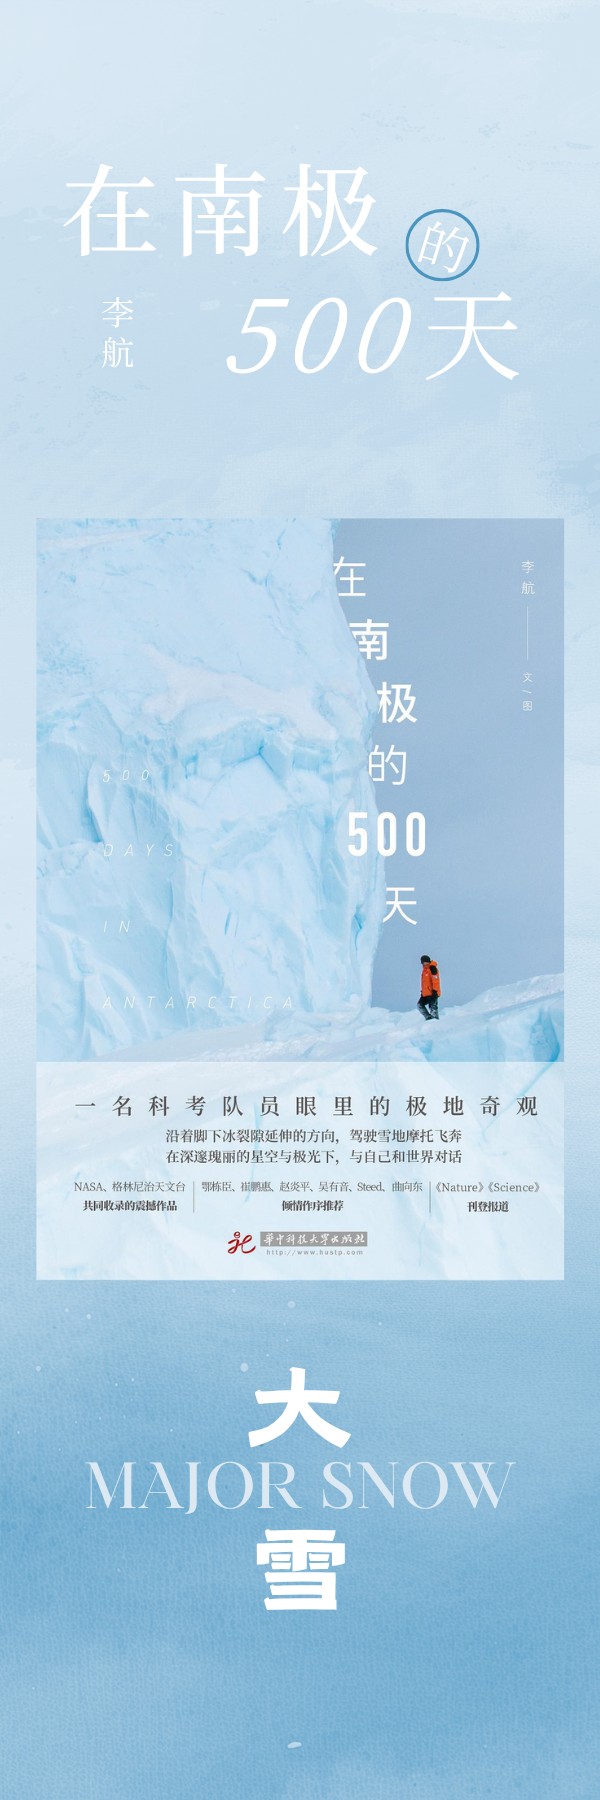 在南极的
500天
李航
在南极的500天
李航——文/图
500
DAYS
IN
ANTARCTICA
一名科考队员眼里的极地奇观
沿着脚下冰裂隙延伸的方向，驾驶雪地摩托飞奔
在深邃瑰丽的星空与极光下，与自己和世界对话
NASA、格林尼治天文台
共同收录的震撼作品
鄂栋臣、崔鹏惠、赵炎平、吴有音、Steed、曲向东
倾情作序推荐
《Nature》《Science》
刊登报道
华中科技大学出版社
http://www.hustp.com
大
MAJOR SNOW
雪